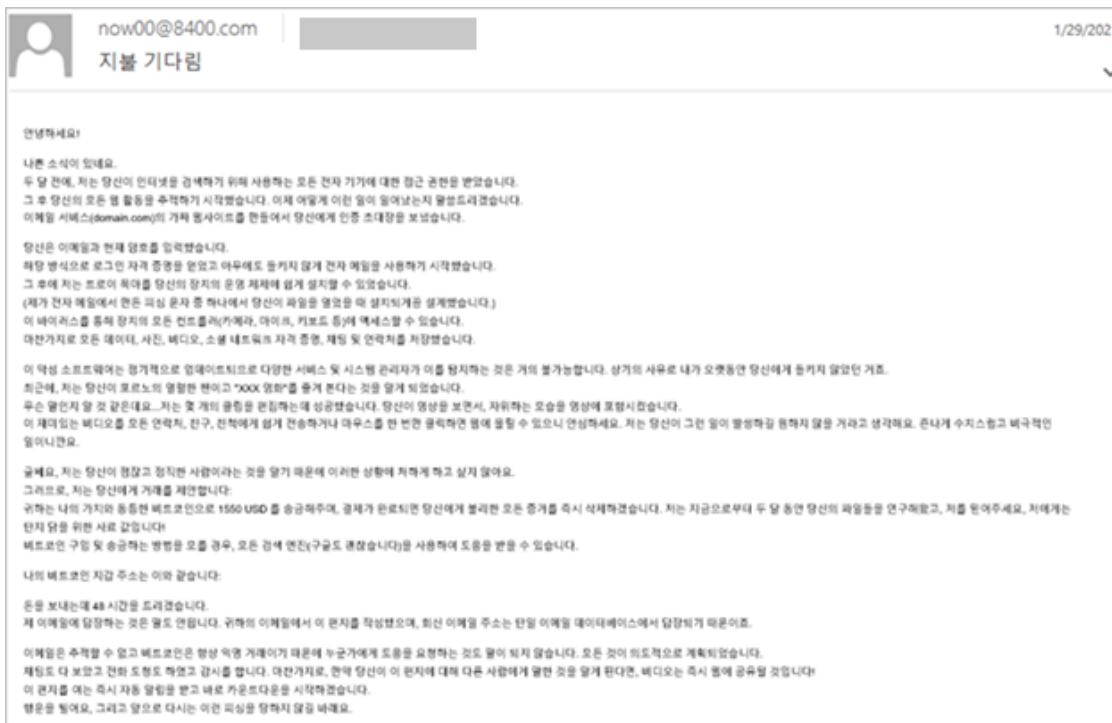 now00@8400.com
1/29/202
지불 기다림
안녕하세요!
나쁜 소식이 있네요.
두 달 전에, 저는 당신이 인터넷을 검색하기 위해 사용하는 모든 전자 기기에 대한 접근 권한을 받았습니다.
그 후 당신의 모든 웹 활동을 추적하기 시작했습니다. 이제 어떻게 이런 일이 일어났는지 말씀드리겠습니다.
이메일 서비스(domain.com)의 가짜 웹사이트를 만들어서 당신에게 인증 초대장을 보냈습니다.
당신은 이메일과 현재 암호를 입력했습니다.
해당 방식으로 로그인 자격 증명을 얻었고 아무에도 들키지 않게 전자 메일을 사용하기 시작했습니다.
그 후에 저는 트로이 목마를 당신의 장치의 운영 체제에 쉽게 설치할 수 있었습니다.
(제가 전자 메일에서 만든 피싱 문자 중 하나에서 당신이 파일을 열었을 때 설치되게끔 설계했습니다.)
이 바이러스를 통해 장치의 모든 컨트롤러(카메라, 마이크, 키보드 등)에 액세스할 수 있습니다.
마찬가지로 모든 데이터, 사진, 비디오, 소셜 네트워크 자격 증명, 채팅 및 연락처를 저장했습니다.
이 악성 소프트웨어는 정기적으로 업데이트되므로 다양한 서비스 및 시스템 관리자가 이를 탐지하는 것은 거의 불가능합니다. 상기의 사유로 내가 오랫동안 당신에게 들키지 않았던 거죠.
최근에, 저는 당신이 포르노의 열렬한 팬이고 "XXX 영화"를 즐겨 본다는 것을 알게 되었습니다.
무슨 말인지 알 것 같은데요...저는 몇 개의 클립을 편집하는데 성공했습니다. 당신이 영상을 보면서, 자위하는 모습을 영상에 포함시켰습니다.
이 재미있는 비디오를 모든 연락처, 친구, 친척에게 쉽게 전송하거나 마우스를 한 번만 클릭하면 웹에 올릴 수 있으니 안심하세요. 저는 당신이 그런 일이 발생하길 원하지 않을 거라고 생각해요. 존나게 수치스럽고 비극적인
일이니깐요.
글쎄요, 저는 당신이 점잖고 정직한 사람이라는 것을 알기 때문에 이러한 상황에 처하게 하고 싶지 않아요.
그러므로, 저는 당신에게 거래를 제안합니다:
귀하는 나의 가치와 동등한 비트코인으로 1550 USD 를 송금해주며, 결제가 완료되면 당신에게 불리한 모든 증거를 즉시 삭제하겠습니다. 저는 지금으로부터 두 달 동안 당신의 파일들을 연구해왔고, 저를 믿어주세요, 저에게는
단지 닭을 위한 사료 값입니다!
비트코인 구입 및 송금하는 방법을 모를 경우, 모든 검색 엔진(구글도 괜찮습니다)을 사용하여 도움을 받을 수 있습니다.
나의 비트코인 지갑 주소는 이와 같습니다:
돈을 보내는데 48 시간을 드리겠습니다.
제 이메일에 답장하는 것은 말도 안됩니다. 귀하의 이메일에서 이 편지를 작성했으며, 회신 이메일 주소는 단일 이메일 데이터베이스에서 답장되기 때문이죠.
이메일은 추적할 수 없고 비트코인은 항상 익명 거래이기 때문에 누군가에게 도움을 요청하는 것도 말이 되지 않습니다. 모든 것이 의도적으로 계획되었습니다.
채팅도 다 보았고 전화 도청도 하였고 감시를 합니다. 마찬가지로, 만약 당신이 이 편지에 대해 다른 사람에게 말한 것을 알게 된다면, 비디오는 즉시 웹에 공유될 것입니다!
이 편지를 여는 즉시 자동 알림을 받고 바로 카운트다운을 시작하겠습니다.
행운을 빌어요, 그리고 앞으로 다시는 이런 피싱을 당하지 않길 바래요.